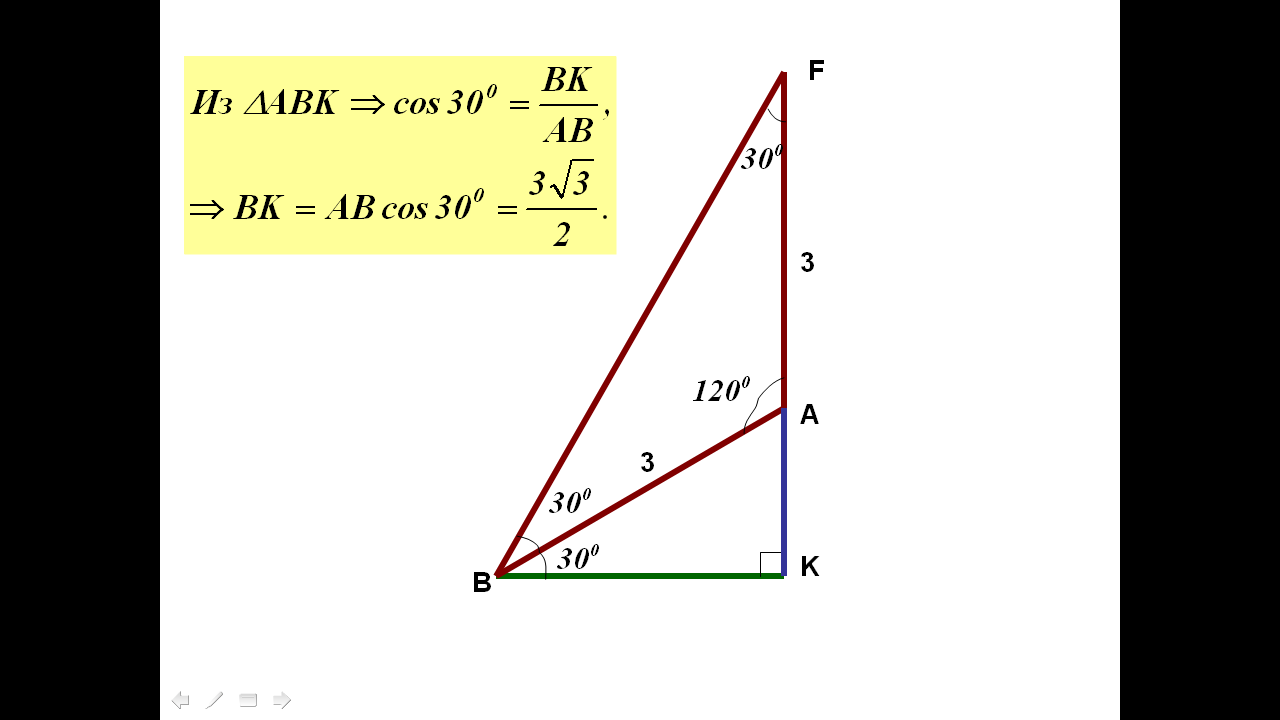 Из ΔABK ⇒ cos 30⁰ = BK/AB,
⇒ BK = AB cos 30⁰ = 3√3/2.
F
30⁰
3
120⁰
A
3
30⁰
30⁰
K
B